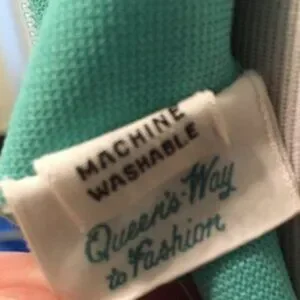 MACHINE
WASHABLE
Queen's-Way
to Fashion